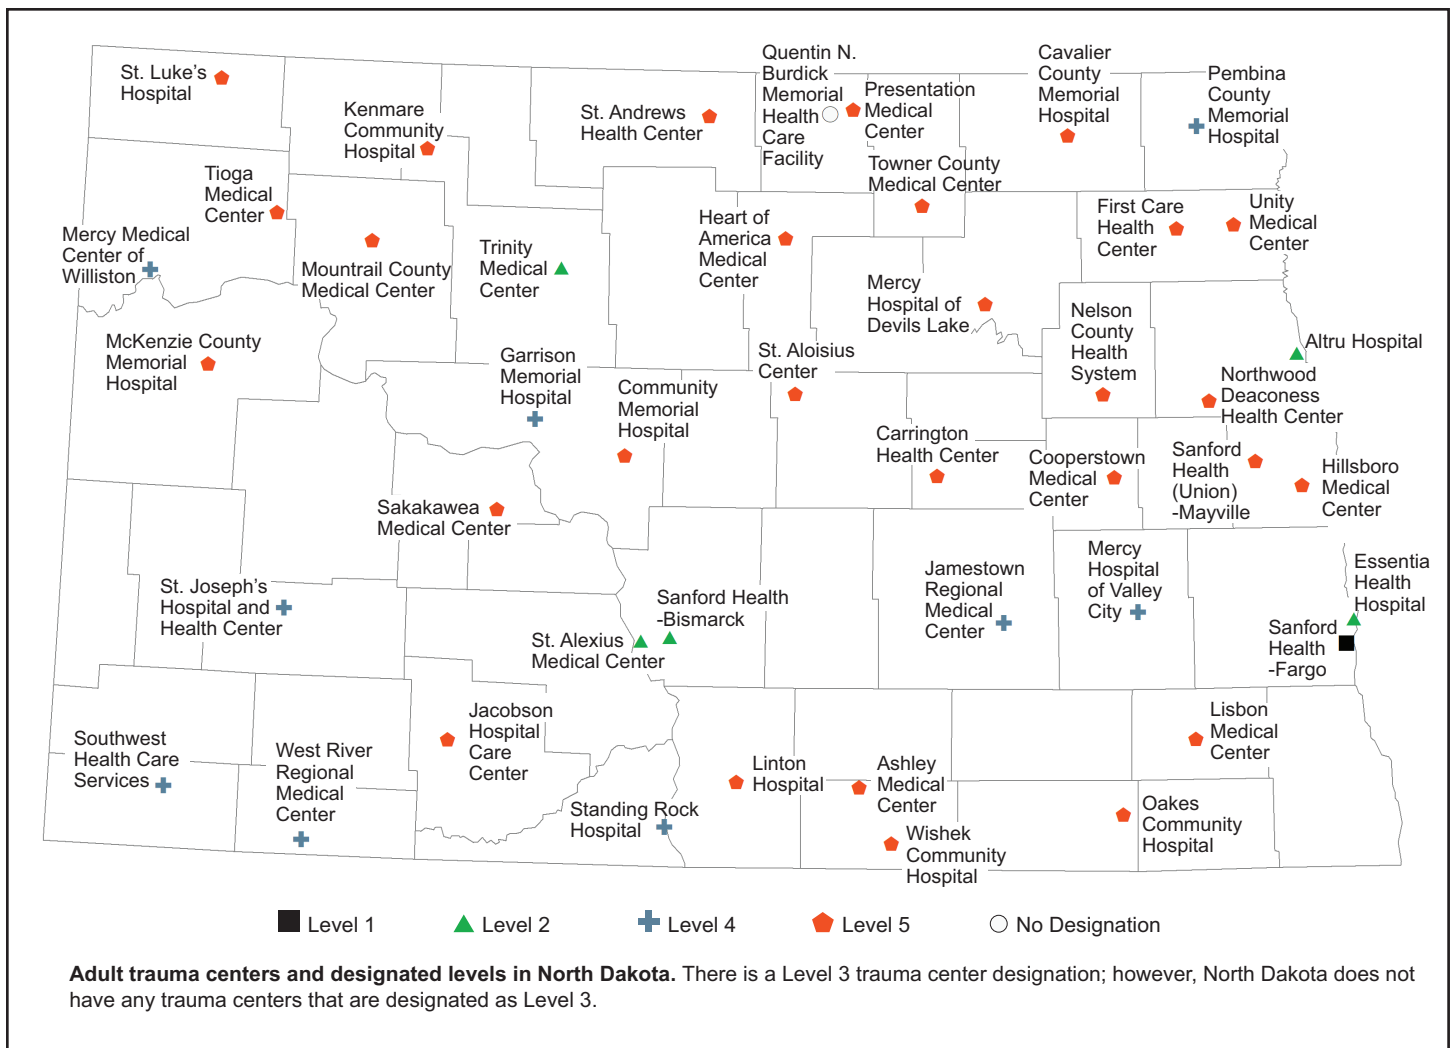 St. Luke's
Hospital
Kenmare
Community
Hospital
St. Andrews
Health Center
Quentin N.
Burdick
Memorial
Health
Care
Facility
Presentation
Medical
Center
Cavalier
County
Memorial
Hospital
Pembina
County
Memorial
Hospital
Tioga
Medical
Center
Towner County
Medical Center
Mercy Medical
Center of
Williston
Mountrail County
Medical Center
Trinity
Medical
Center
Heart of
America
Medical
Center
First Care
Health
Center
Unity
Medical
Center
Mercy
Hospital of
Devils Lake
McKenzie County
Memorial
Hospital
Garrison
Memorial
Hospital
Community
Memorial
Hospital
St. Aloisius
Center
Nelson
County
Health
System
Altru Hospital
Northwood
Deaconess
Health Center
Carrington
Health Center
Cooperstown
Medical
Center
Sanford
Health
(Union)
-Mayville
Hillsboro
Medical
Center
Sakakawea
Medical Center
St. Joseph's
Hospital and
Health Center
Sanford Health
-Bismarck
St. Alexius
Medical Center
Jamestown
Regional
Medical
Center
Mercy
Hospital
of Valley
City
Essentia
Health
Hospital
Sanford
Health
-Fargo
Southwest
Health Care
Services
West River
Regional
Medical
Center
Jacobson
Hospital
Care
Center
Standing Rock
Hospital
Linton
Hospital
Ashley
Medical
Center
Wishek
Community
Hospital
Lisbon
Medical
Center
Oakes
Community
Hospital
Level 1 Level 2 Level 4 Level 5 No Designation
Adult trauma centers and designated levels in North Dakota. There is a Level 3 trauma center designation; however, North Dakota does not
have any trauma centers that are designated as Level 3.